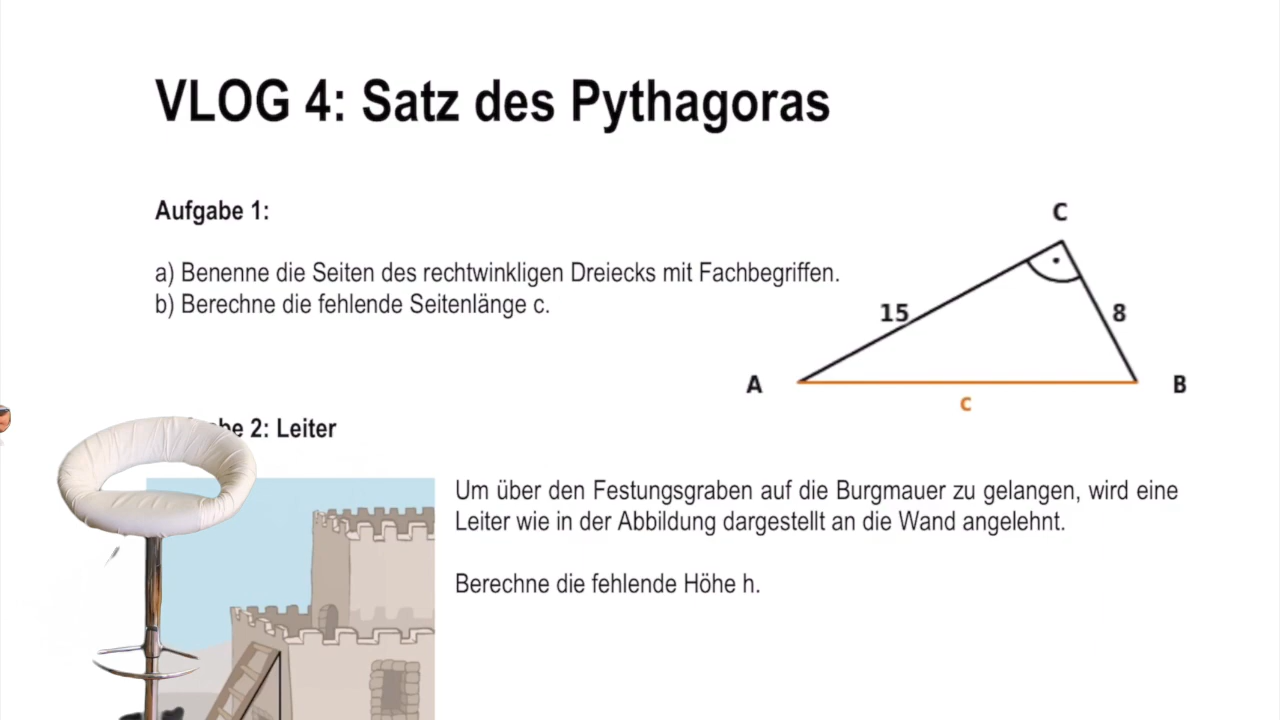 VLOG 4: Satz des Pythagoras
Aufgabe 1:
a) Benenne die Seiten des rechtwinkligen Dreiecks mit Fachbegriffen.
b) Berechne die fehlende Seitenlänge c.
C
15
8
A
B
c
2: Leiter
Um über den Festungsgraben auf die Burgmauer zu gelangen, wird eine
Leiter wie in der Abbildung dargestellt an die Wand angelehnt.
Berechne die fehlende Höhe h.